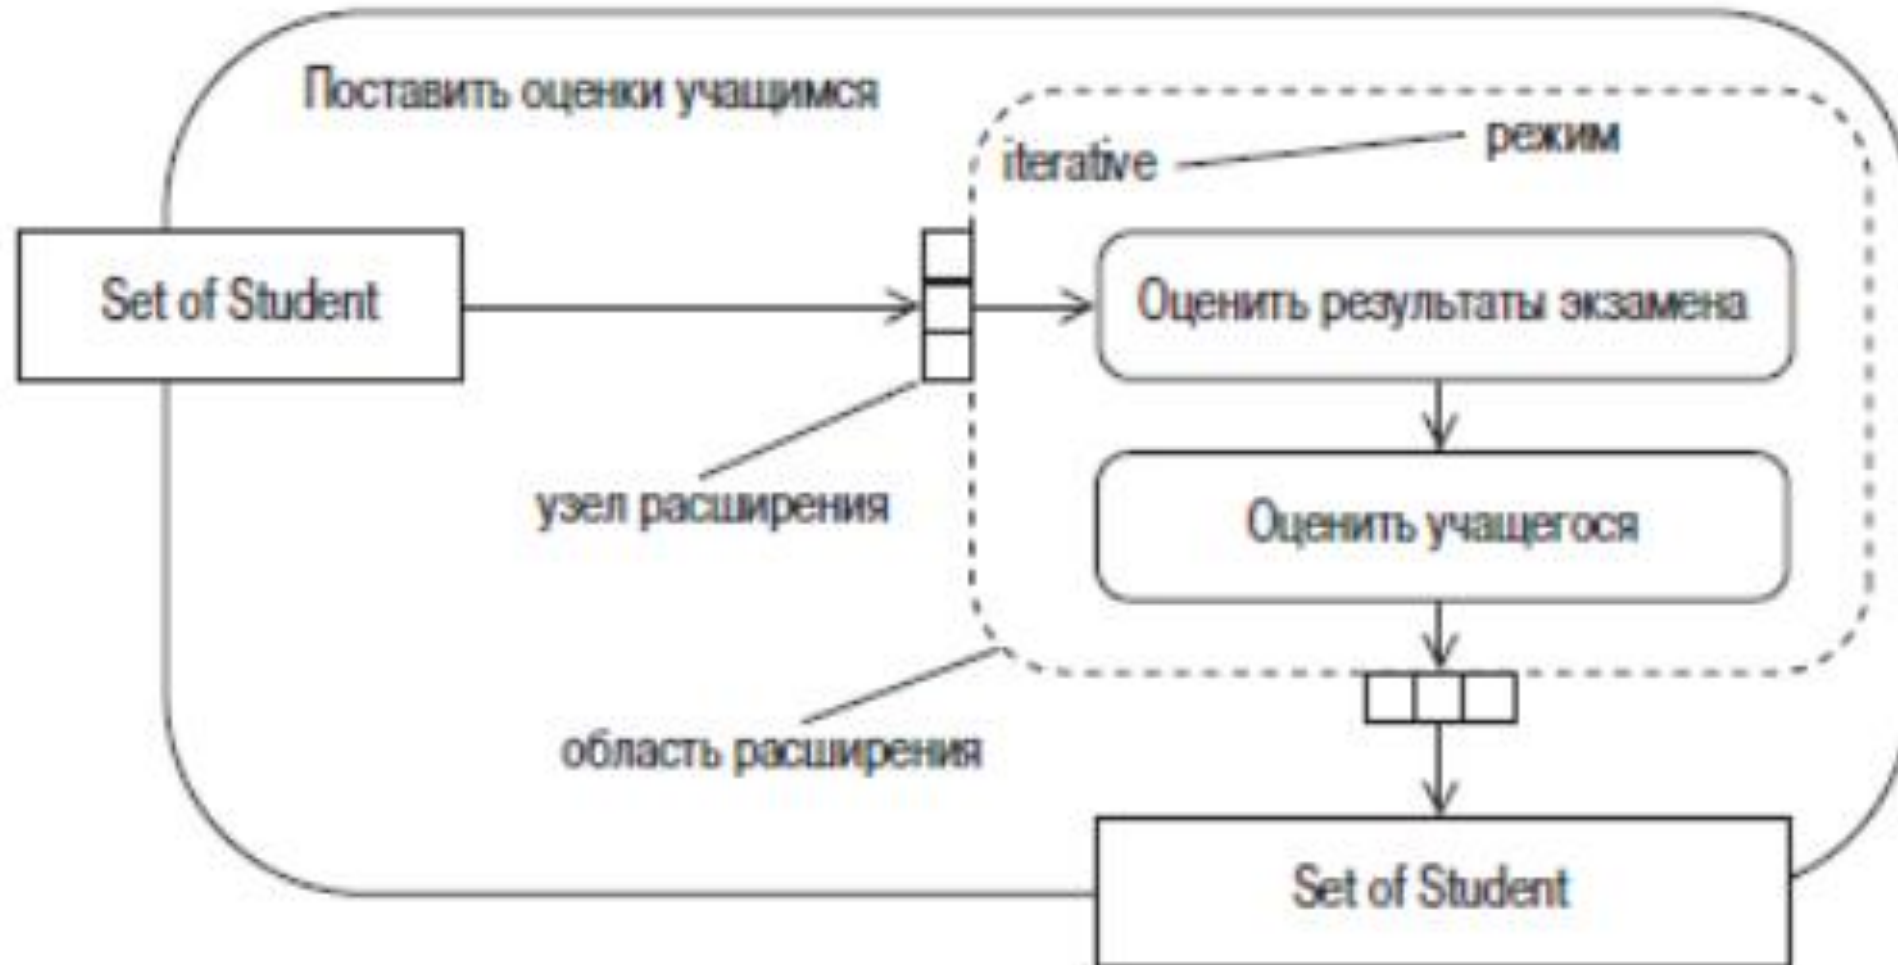 Поставить оценки учащимся
iterative
режим
Set of Student
Оценить результаты экзамена
узел расширения
Оценить учащегося
область расширения
Set of Student